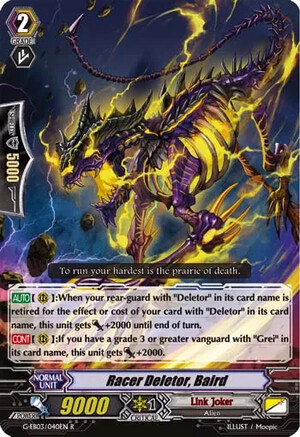 2
GRADE
5000
To run your hardest is the prairie of death.
AUTO [ ]:When your rear-guard with "Deletor" in its card name is
retired for the effect or cost of your card with "Deletor" in its card
name, this unit gets +2000 until end of turn.
CONT [ ]:If you have a grade 3 or greater vanguard with "Grei" in
its card name, this unit gets +2000.
NORMAL
UNIT
Racer Deletor, Baird
POWER
9000
1
CRITICAL
Link Joker
Alien
G-EB03/040EN R
ILLUST / Moopic